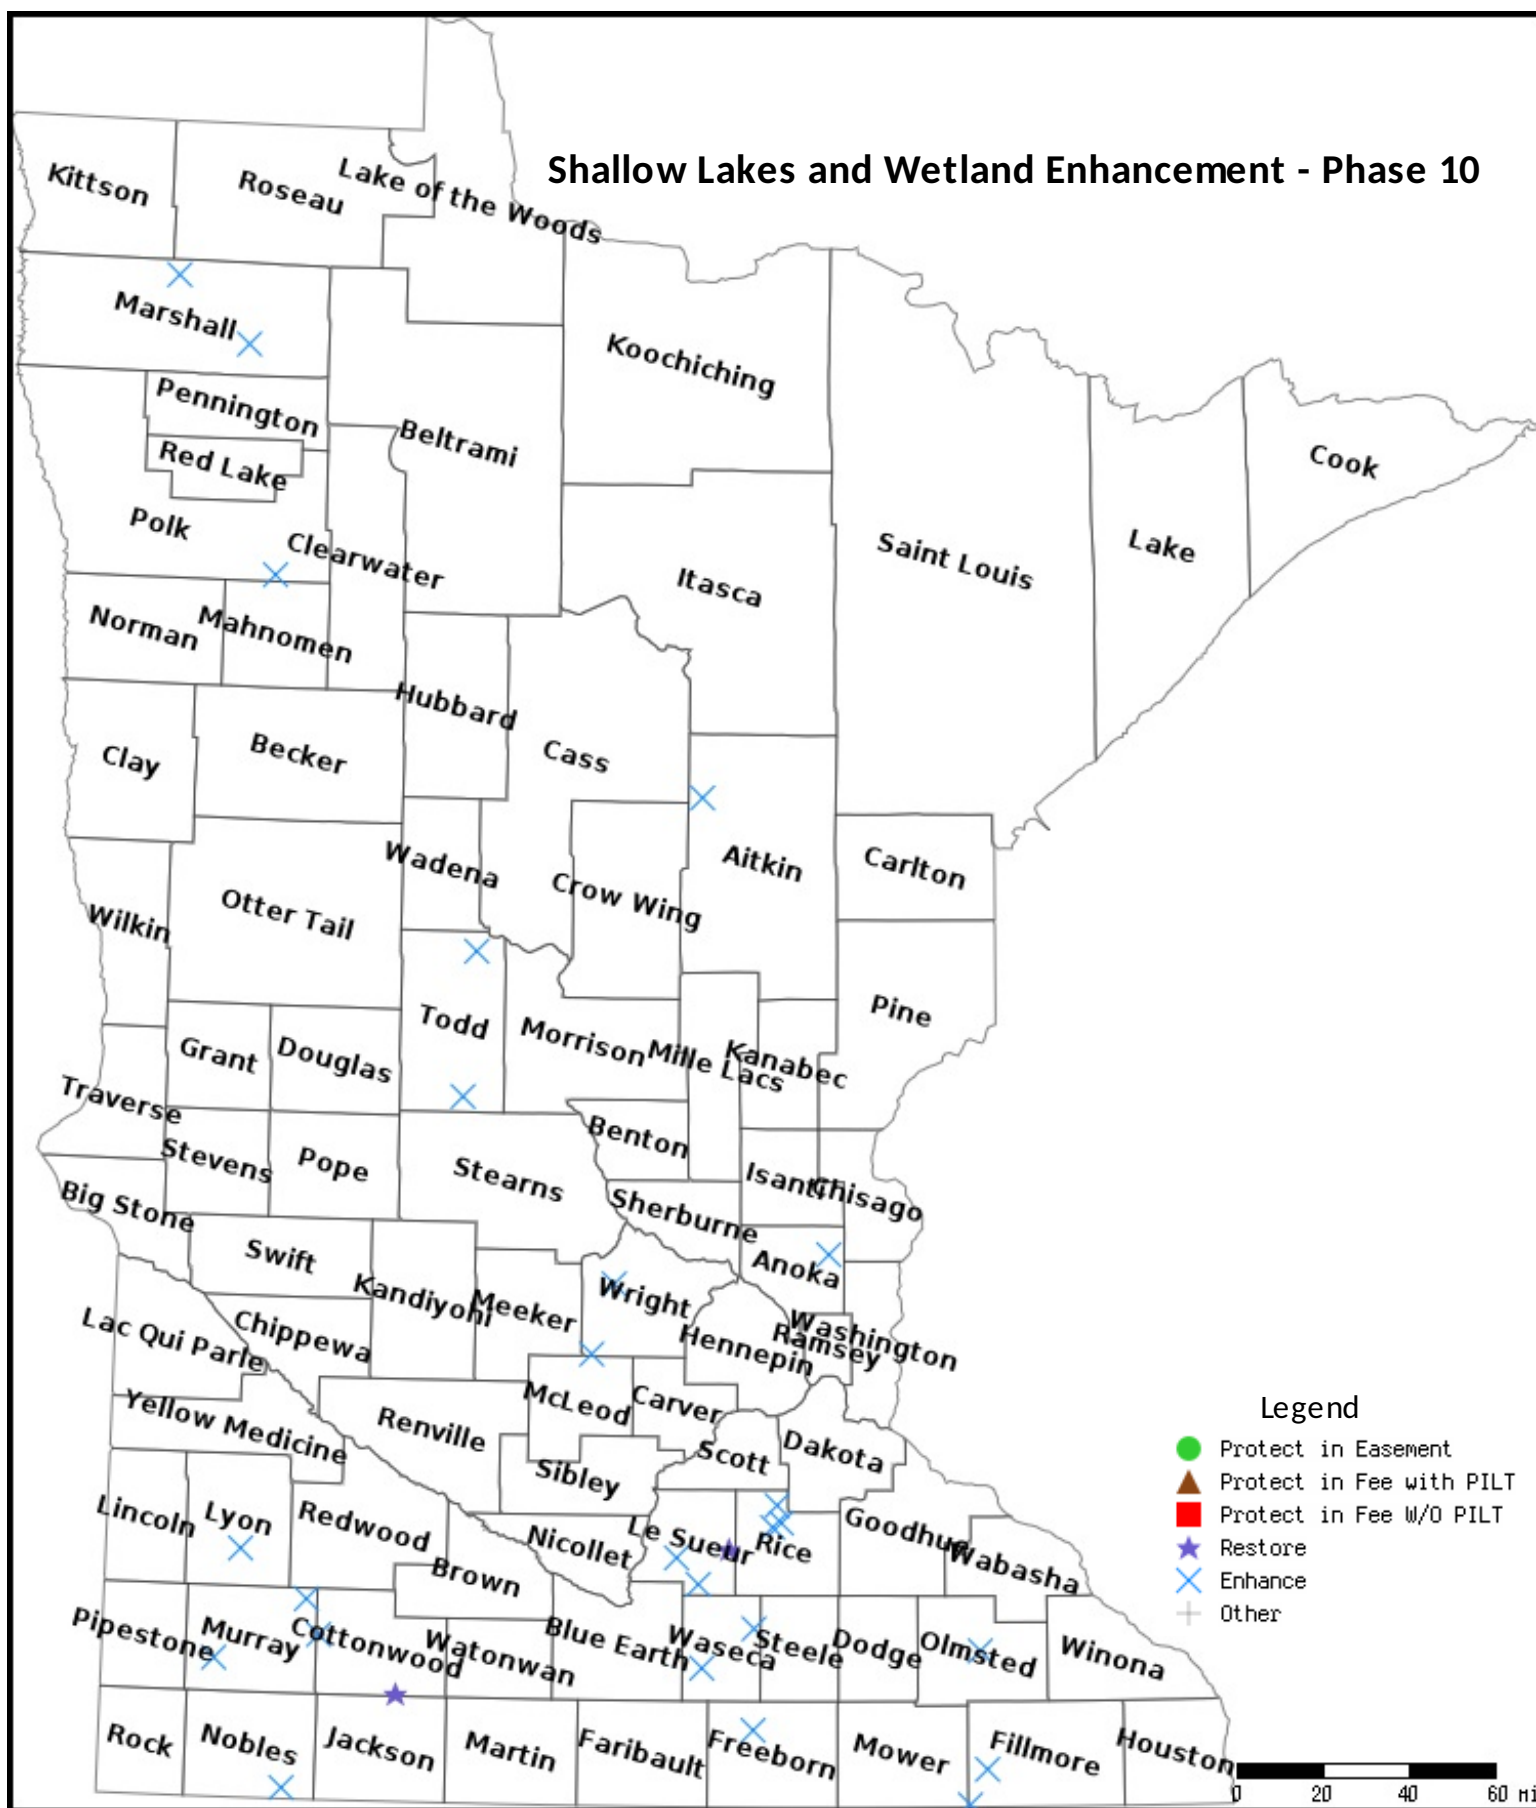 Shallow Lakes and Wetland Enhancement - Phase 10
Kittson
Roseau
Lake of the Woods
Marshall
Koochiching
Pennington
Beltrami
Red Lake
Cook
Polk
Clearwater
Saint Louis
Lake
Itasca
Norman
Mahnomen
Hubbard
Clay
Becker
Cass
Wadena
Aitkin
Carlton
Otter Tail
Crow Wing
Wilkin
Todd
Morrison
Pine
Grant
Douglas
Mille Lacs
Kanabec
Traverse
Benton
Stevens
Pope
Stearns
Isanti
Chisago
Big Stone
Sherburne
Swift
Anoka
Kandiyohi
Meeker
Wright
Lac Qui Parle
Chippewa
Hennepin
Ramsey
Washington
McLeod
Carver
Yellow Medicine
Renville
Scott
Dakota
Sibley
Lincoln
Lyon
Redwood
Nicollet
Le Sueur
Rice
Goodhue
Wabasha
Brown
Pipestone
Murray
Cottonwood
Watonwan
Blue Earth
Waseca
Steele
Dodge
Olmsted
Winona
Rock
Nobles
Jackson
Martin
Faribault
Freeborn
Mower
Fillmore
Houston
Legend
Protect in Easement
Protect in Fee with PILT
Protect in Fee W/O PILT
Restore
Enhance
Other
0 20 40 60 Mi